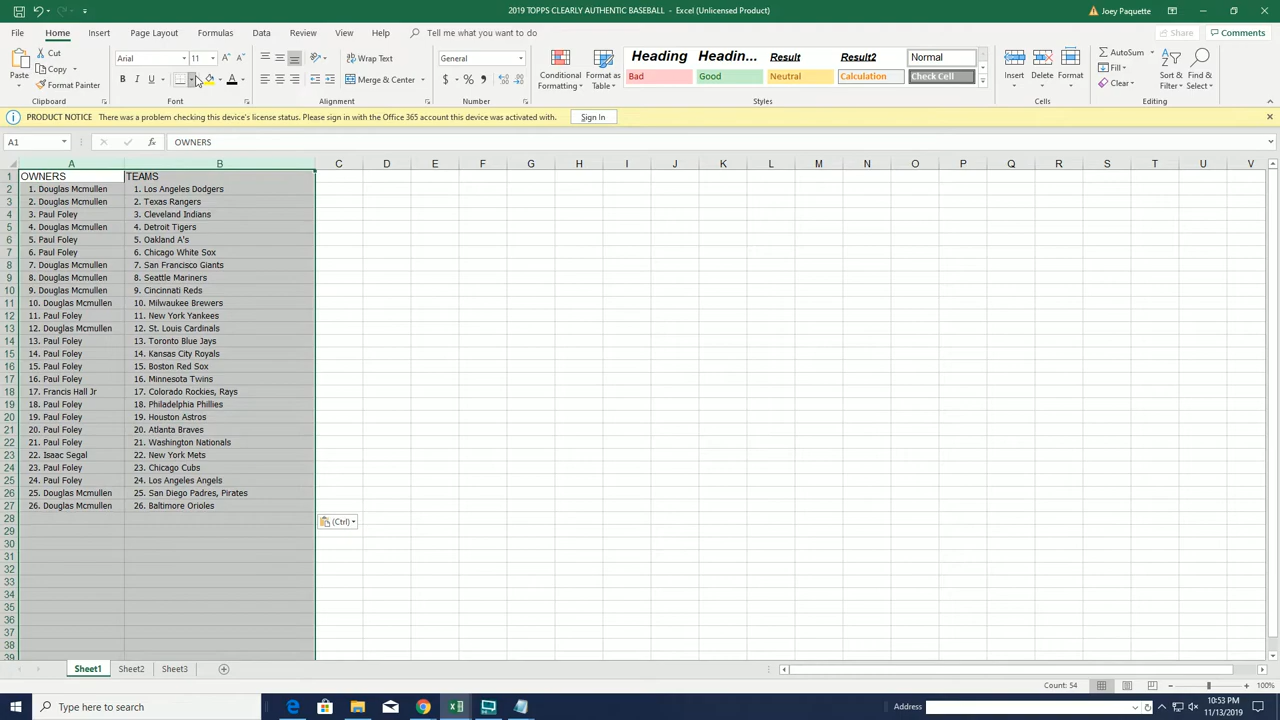 2019 TOPPS CLEARLY AUTHENTIC BASEBALL - Excel (Unlicensed Product)
Joey Paquette
File Home Insert Page Layout Formulas Data Review View Help Tell me what you want to do
Share Comments
Paste
Cut
Copy
Format Painter
Clipboard
Arial 11
B I U A
Font
Wrap Text
Merge & Center
Alignment
General
$ % ,
Number
Conditional Formatting
Format as Table
Heading Headin... Result Result2 Normal
Bad Good Neutral Calculation Check Cell
Styles
Insert Delete Format
Cells
AutoSum
Fill
Clear
Sort & Filter
Find & Select
Editing
PRODUCT NOTICE There was a problem checking this device's license status. Please sign in with the Office 365 account this device was activated with. Sign In
A1 fx OWNERS
A B C D E F G H I J K L M N O P Q R S T U V
1 OWNERS TEAMS
2 1. Douglas Mcmullen 1. Los Angeles Dodgers
3 2. Douglas Mcmullen 2. Texas Rangers
4 3. Paul Foley 3. Cleveland Indians
5 4. Douglas Mcmullen 4. Detroit Tigers
6 5. Paul Foley 5. Oakland A's
7 6. Paul Foley 6. Chicago White Sox
8 7. Douglas Mcmullen 7. San Francisco Giants
9 8. Douglas Mcmullen 8. Seattle Mariners
10 9. Douglas Mcmullen 9. Cincinnati Reds
11 10. Douglas Mcmullen 10. Milwaukee Brewers
12 11. Paul Foley 11. New York Yankees
13 12. Douglas Mcmullen 12. St. Louis Cardinals
14 13. Paul Foley 13. Toronto Blue Jays
15 14. Paul Foley 14. Kansas City Royals
16 15. Paul Foley 15. Boston Red Sox
17 16. Paul Foley 16. Minnesota Twins
18 17. Francis Hall Jr 17. Colorado Rockies, Rays
19 18. Paul Foley 18. Philadelphia Phillies
20 19. Paul Foley 19. Houston Astros
21 20. Paul Foley 20. Atlanta Braves
22 21. Paul Foley 21. Washington Nationals
23 22. Isaac Segal 22. New York Mets
24 23. Paul Foley 23. Chicago Cubs
25 24. Paul Foley 24. Los Angeles Angels
26 25. Douglas Mcmullen 25. San Diego Padres, Pirates
27 26. Douglas Mcmullen 26. Baltimore Orioles
28 (Ctrl)
29
30
31
32
33
34
35
36
37
38
39
Sheet1 Sheet2 Sheet3
Count: 54 100%
Type here to search
Address
10:53 PM
11/13/2019